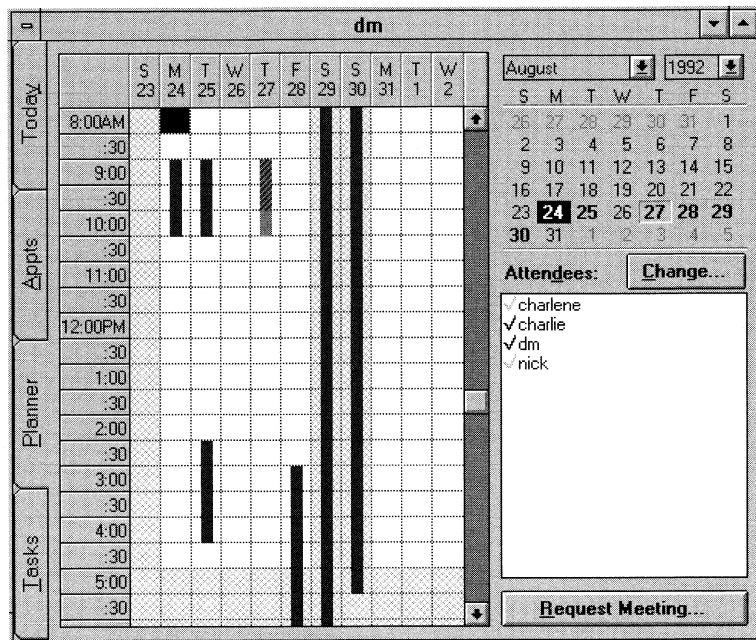 dm
Today
Appts
Planner
Tasks
S M T W T F S S M T W
23 24 25 26 27 28 29 30 31 1 2
8:00AM
:30
9:00
:30
10:00
:30
11:00
:30
12:00PM
:30
1:00
:30
2:00
:30
3:00
:30
4:00
:30
5:00
:30
August 1992
S M T W T F S
26 27 28 29 30 31 1
2 3 4 5 6 7 8
9 10 11 12 13 14 15
16 17 18 19 20 21 22
23 24 25 26 27 28 29
30 31 1 2 3 4 5
Attendees: Change...
✓charlene
✓charlie
✓dm
✓nick
Request Meeting...